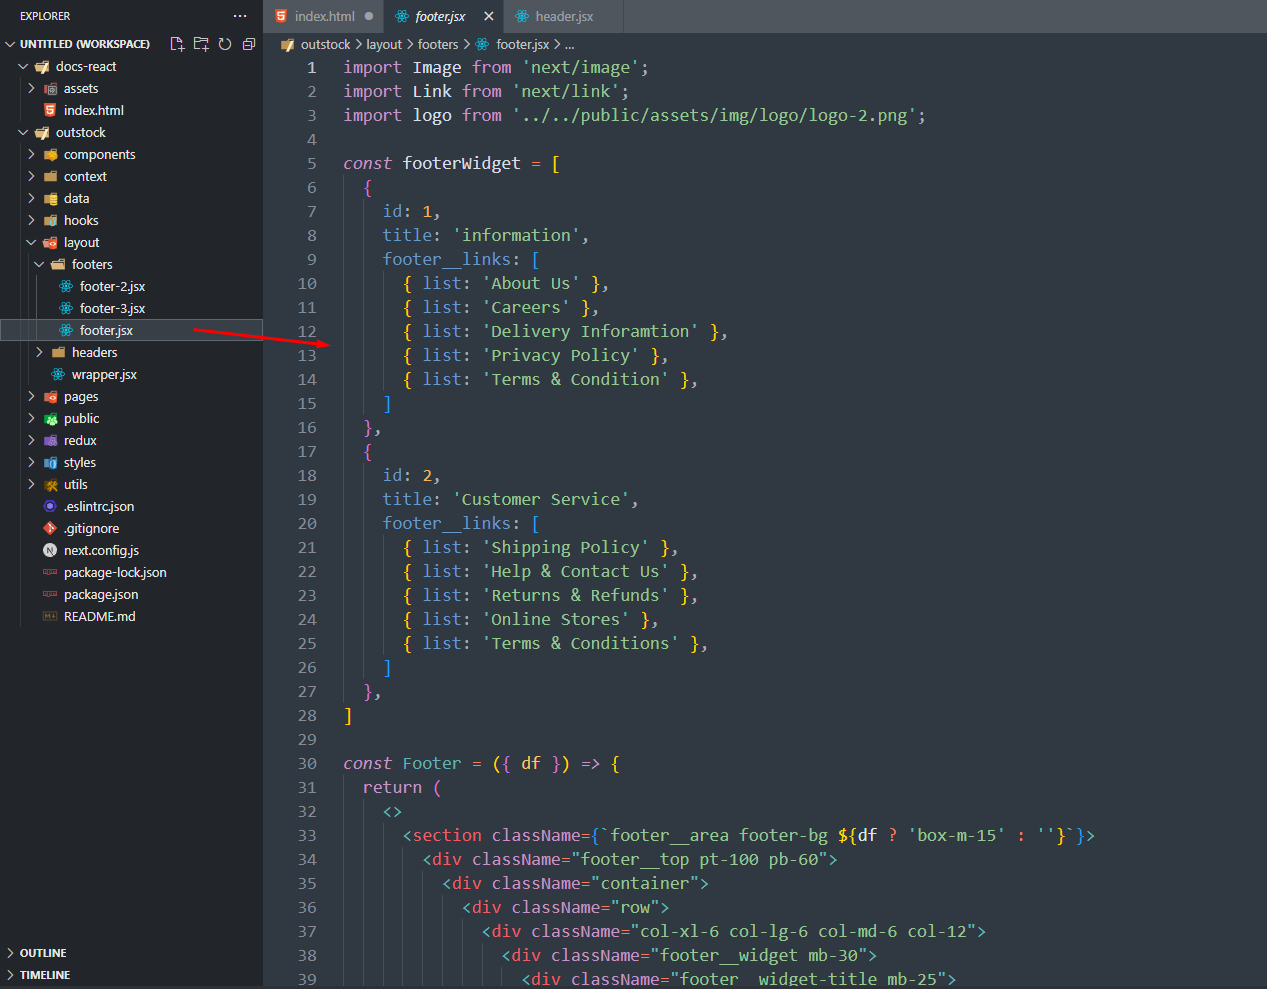 EXPLORER
UNTITLED (WORKSPACE)
docs-react
assets
index.html
outstock
components
context
data
hooks
layout
footers
footer-2.jsx
footer-3.jsx
footer.jsx
headers
wrapper.jsx
pages
public
redux
styles
utils
.eslintrc.json
.gitignore
next.config.js
package-lock.json
package.json
README.md
OUTLINE
TIMELINE
index.html footer.jsx header.jsx
outstock > layout > footers > footer.jsx > ...
1 import Image from 'next/image';
2 import Link from 'next/link';
3 import logo from '../../public/assets/img/logo/logo-2.png';
4
5 const footerWidget = [
6 {
7 id: 1,
8 title: 'information',
9 footer__links: [
10 { list: 'About Us' },
11 { list: 'Careers' },
12 { list: 'Delivery Inforamtion' },
13 { list: 'Privacy Policy' },
14 { list: 'Terms & Condition' },
15 ]
16 },
17 {
18 id: 2,
19 title: 'Customer Service',
20 footer__links: [
21 { list: 'Shipping Policy' },
22 { list: 'Help & Contact Us' },
23 { list: 'Returns & Refunds' },
24 { list: 'Online Stores' },
25 { list: 'Terms & Conditions' },
26 ]
27 },
28 ]
29
30 const Footer = ({ df }) => {
31 return (
32 <>
33 <section className={`footer__area footer-bg ${df ? 'box-m-15' : ''}`}>
34 <div className="footer__top pt-100 pb-60">
35 <div className="container">
36 <div className="row">
37 <div className="col-xl-6 col-lg-6 col-md-6 col-12">
38 <div className="footer__widget mb-30">
39 <div className="footer__widget-title mb-25">